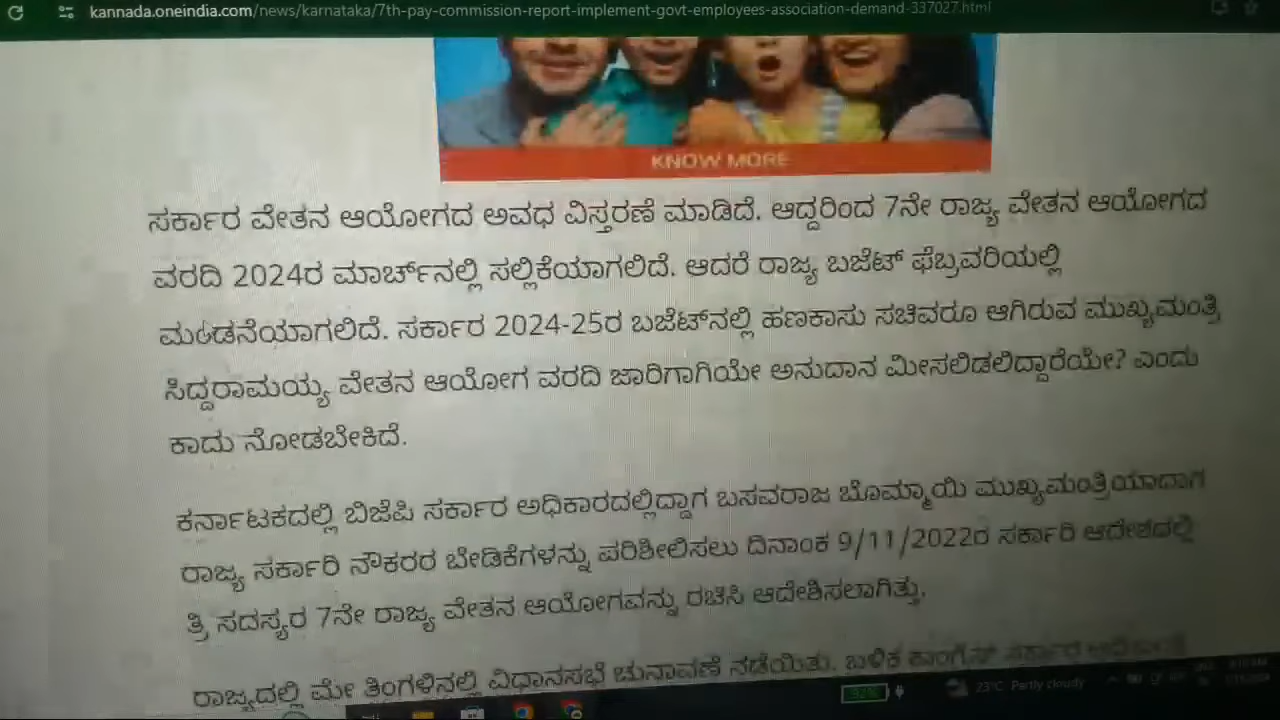 kannada.oneindia.com/news/karnataka/7th-pay-commission-report-implement-govt-employees-association-demand-337027.html
KNOW MORE
ಸರ್ಕಾರ ವೇತನ ಆಯೋಗದ ಅವಧಿ ವಿಸ್ತರಣೆ ಮಾಡಿದೆ. ಆದ್ದರಿಂದ 7ನೇ ರಾಜ್ಯ ವೇತನ ಆಯೋಗದ
ವರದಿ 2024ರ ಮಾರ್ಚ್‌ನಲ್ಲಿ ಸಲ್ಲಿಕೆಯಾಗಲಿದೆ. ಆದರೆ ರಾಜ್ಯ ಬಜೆಟ್ ಫೆಬ್ರವರಿಯಲ್ಲಿ
ಮಂಡನೆಯಾಗಲಿದೆ. ಸರ್ಕಾರ 2024-25ರ ಬಜೆಟ್‌ನಲ್ಲಿ ಹಣಕಾಸು ಸಚಿವರೂ ಆಗಿರುವ ಮುಖ್ಯಮಂತ್ರಿ
ಸಿದ್ದರಾಮಯ್ಯ ವೇತನ ಆಯೋಗ ವರದಿ ಜಾರಿಗಾಗಿಯೇ ಅನುದಾನ ಮೀಸಲಿಡಲಿದ್ದಾರೆಯೇ? ಎಂದು
ಕಾದು ನೋಡಬೇಕಿದೆ.
ಕರ್ನಾಟಕದಲ್ಲಿ ಬಿಜೆಪಿ ಸರ್ಕಾರ ಅಧಿಕಾರದಲ್ಲಿದ್ದಾಗ ಬಸವರಾಜ ಬೊಮ್ಮಾಯಿ ಮುಖ್ಯಮಂತ್ರಿಯಾದಾಗ
ರಾಜ್ಯ ಸರ್ಕಾರಿ ನೌಕರರ ಬೇಡಿಕೆಗಳನ್ನು ಪರಿಶೀಲಿಸಲು ದಿನಾಂಕ 9/11/2022ರ ಸರ್ಕಾರಿ ಆದೇಶದಲ್ಲಿ
ತ್ರಿ ಸದಸ್ಯರ 7ನೇ ರಾಜ್ಯ ವೇತನ ಆಯೋಗವನ್ನು ರಚಿಸಿ ಆದೇಶಿಸಲಾಗಿತ್ತು.
ರಾಜ್ಯದಲ್ಲಿ ಮೇ ತಿಂಗಳಿನಲ್ಲಿ ವಿಧಾನಸಭೆ ಚುನಾವಣೆ ನಡೆಯಿತು. ಬಳಿಕ ಕಾಂಗ್ರೆಸ್ ಸರ್ಕಾರ
92%
23°C Partly cloudy